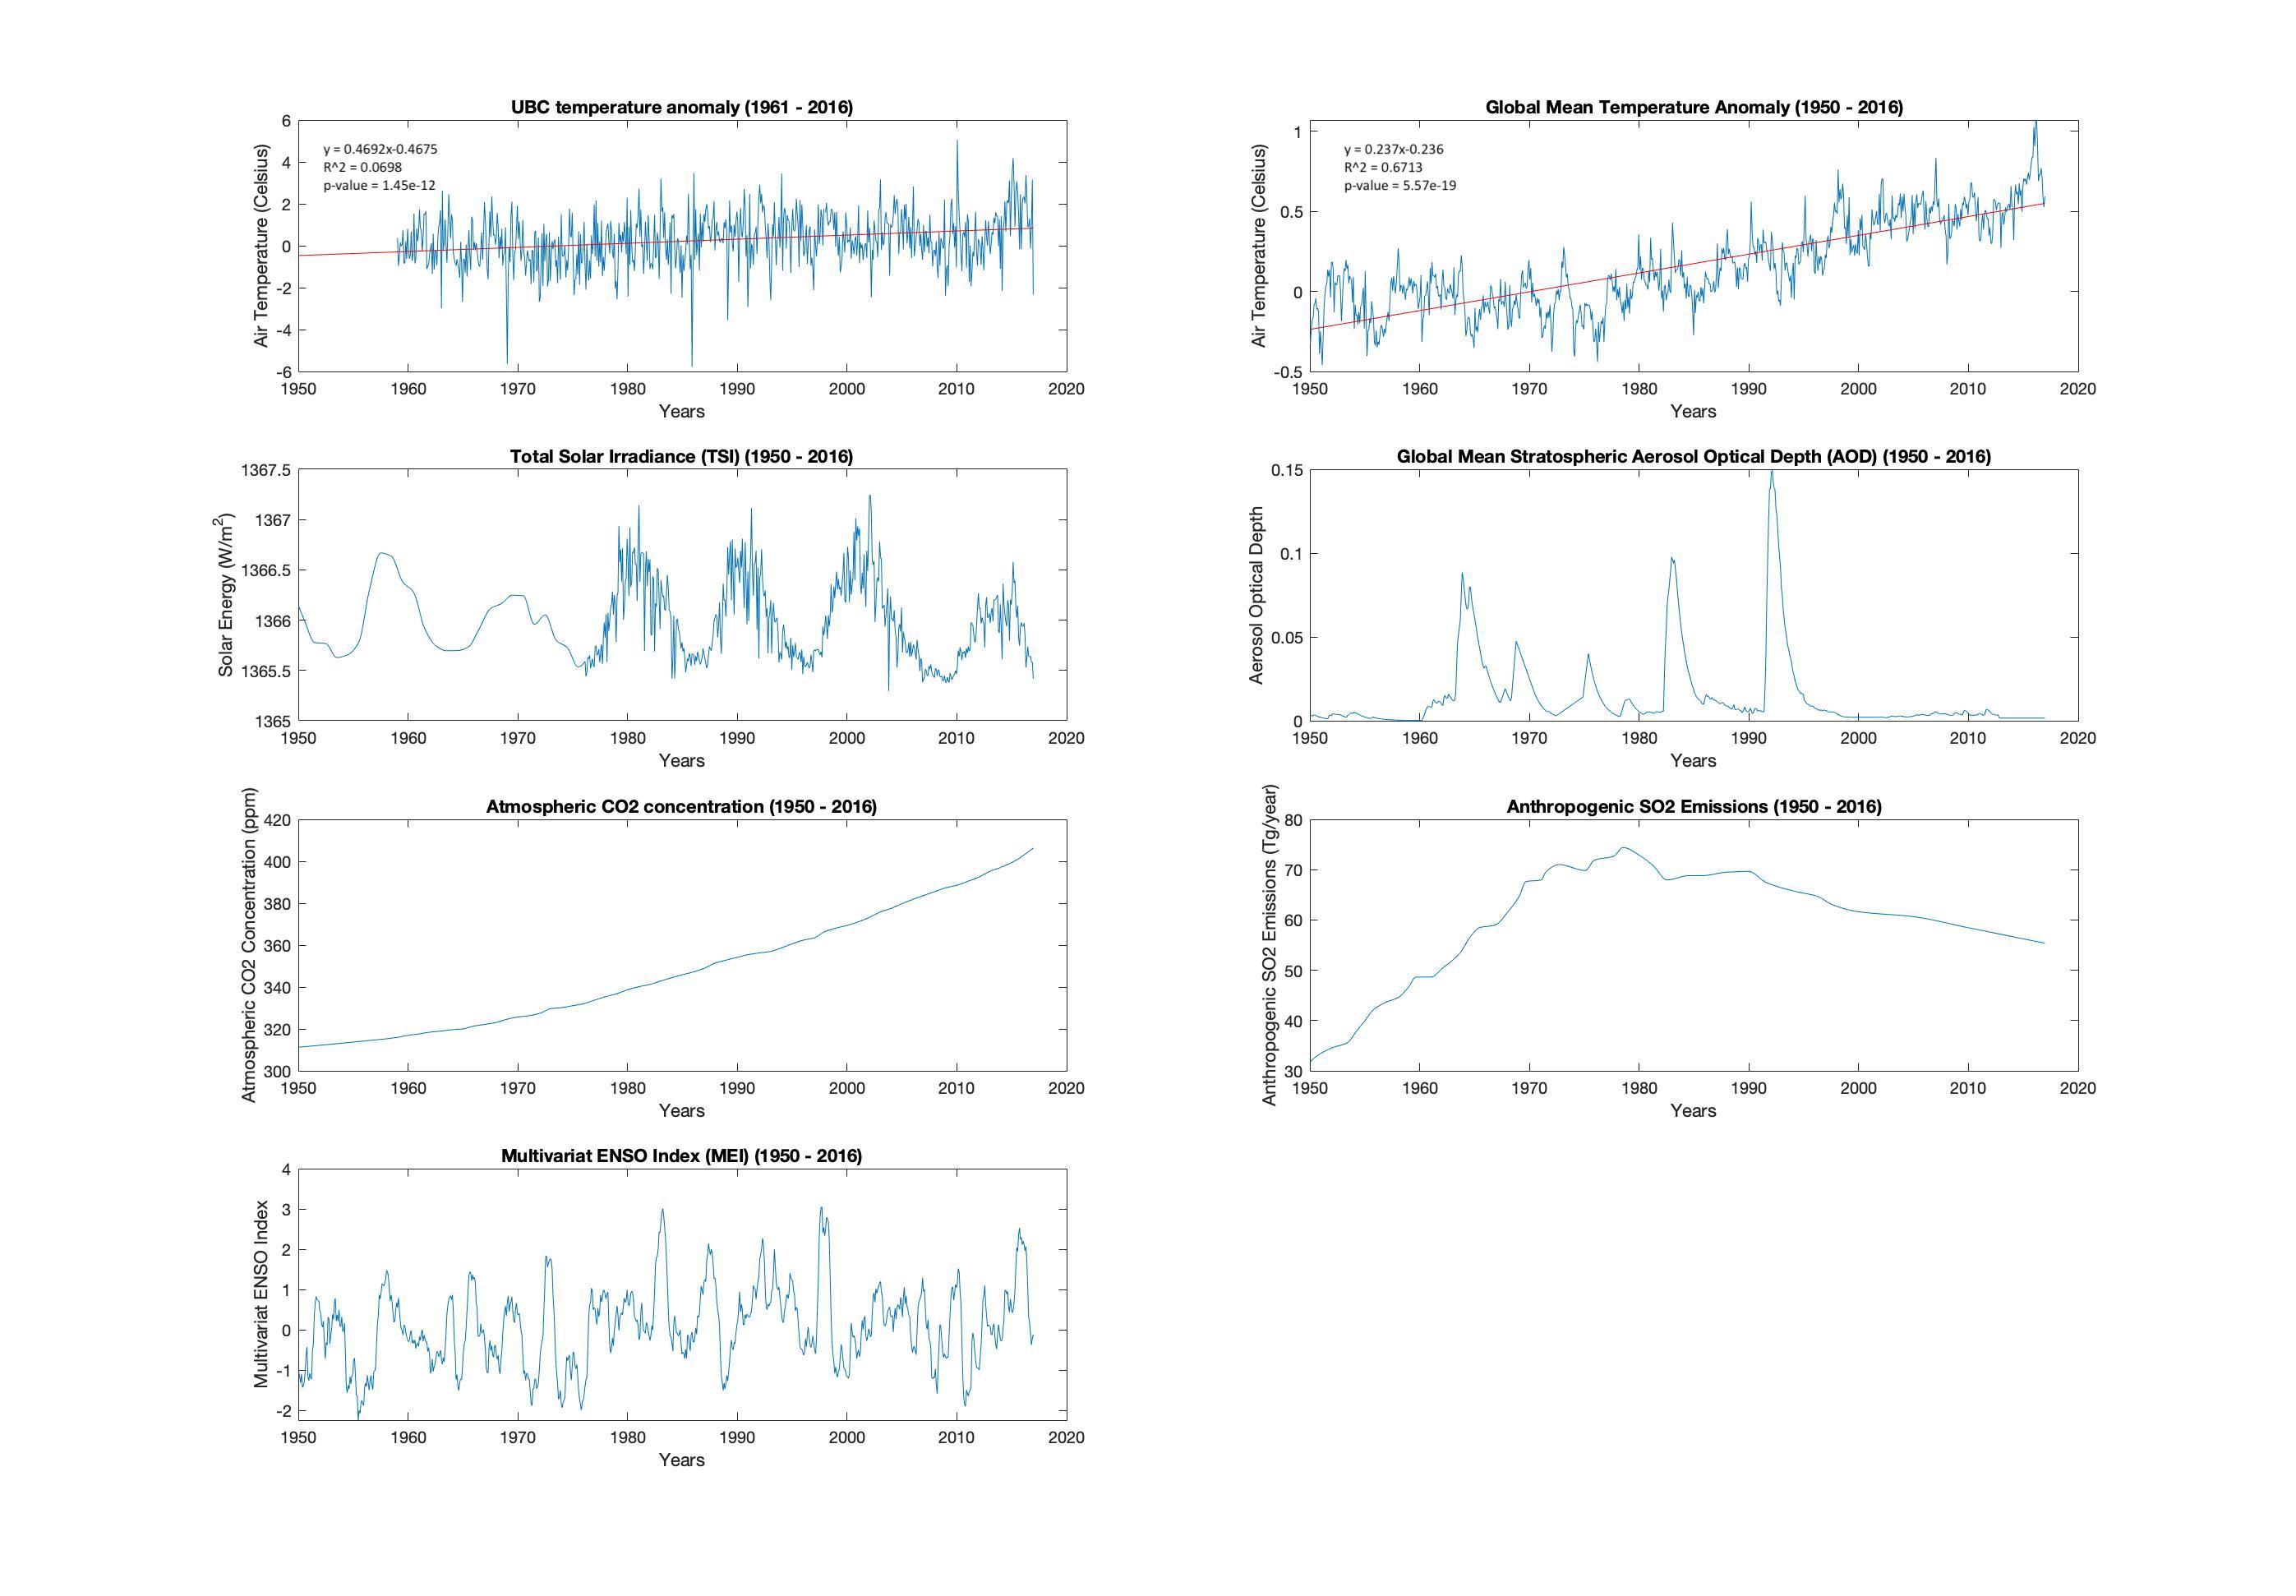 UBC temperature anomaly (1961 - 2016)
y = 0.4692x-0.4675
R^2 = 0.0698
p-value = 1.45e-12
Air Temperature (Celsius)
6
4
2
0
-2
-4
-6
1950 1960 1970 1980 1990 2000 2010 2020
Years
Global Mean Temperature Anomaly (1950 - 2016)
y = 0.237x-0.236
R^2 = 0.6713
p-value = 5.57e-19
Air Temperature (Celsius)
1
0.5
0
-0.5
1950 1960 1970 1980 1990 2000 2010 2020
Years
Total Solar Irradiance (TSI) (1950 - 2016)
Solar Energy (W/m²)
1367.5
1367
1366.5
1366
1365.5
1365
1950 1960 1970 1980 1990 2000 2010 2020
Years
Global Mean Stratospheric Aerosol Optical Depth (AOD) (1950 - 2016)
Aerosol Optical Depth
0.15
0.1
0.05
0
1950 1960 1970 1980 1990 2000 2010 2020
Years
Atmospheric CO2 concentration (1950 - 2016)
Atmospheric CO2 Concentration (ppm)
420
400
380
360
340
320
300
1950 1960 1970 1980 1990 2000 2010 2020
Years
Anthropogenic SO2 Emissions (1950 - 2016)
Anthropogenic SO2 Emissions (Tg/year)
80
70
60
50
40
30
1950 1960 1970 1980 1990 2000 2010 2020
Years
Multivariat ENSO Index (MEI) (1950 - 2016)
Multivariat ENSO Index
4
3
2
1
0
-1
-2
1950 1960 1970 1980 1990 2000 2010 2020
Years